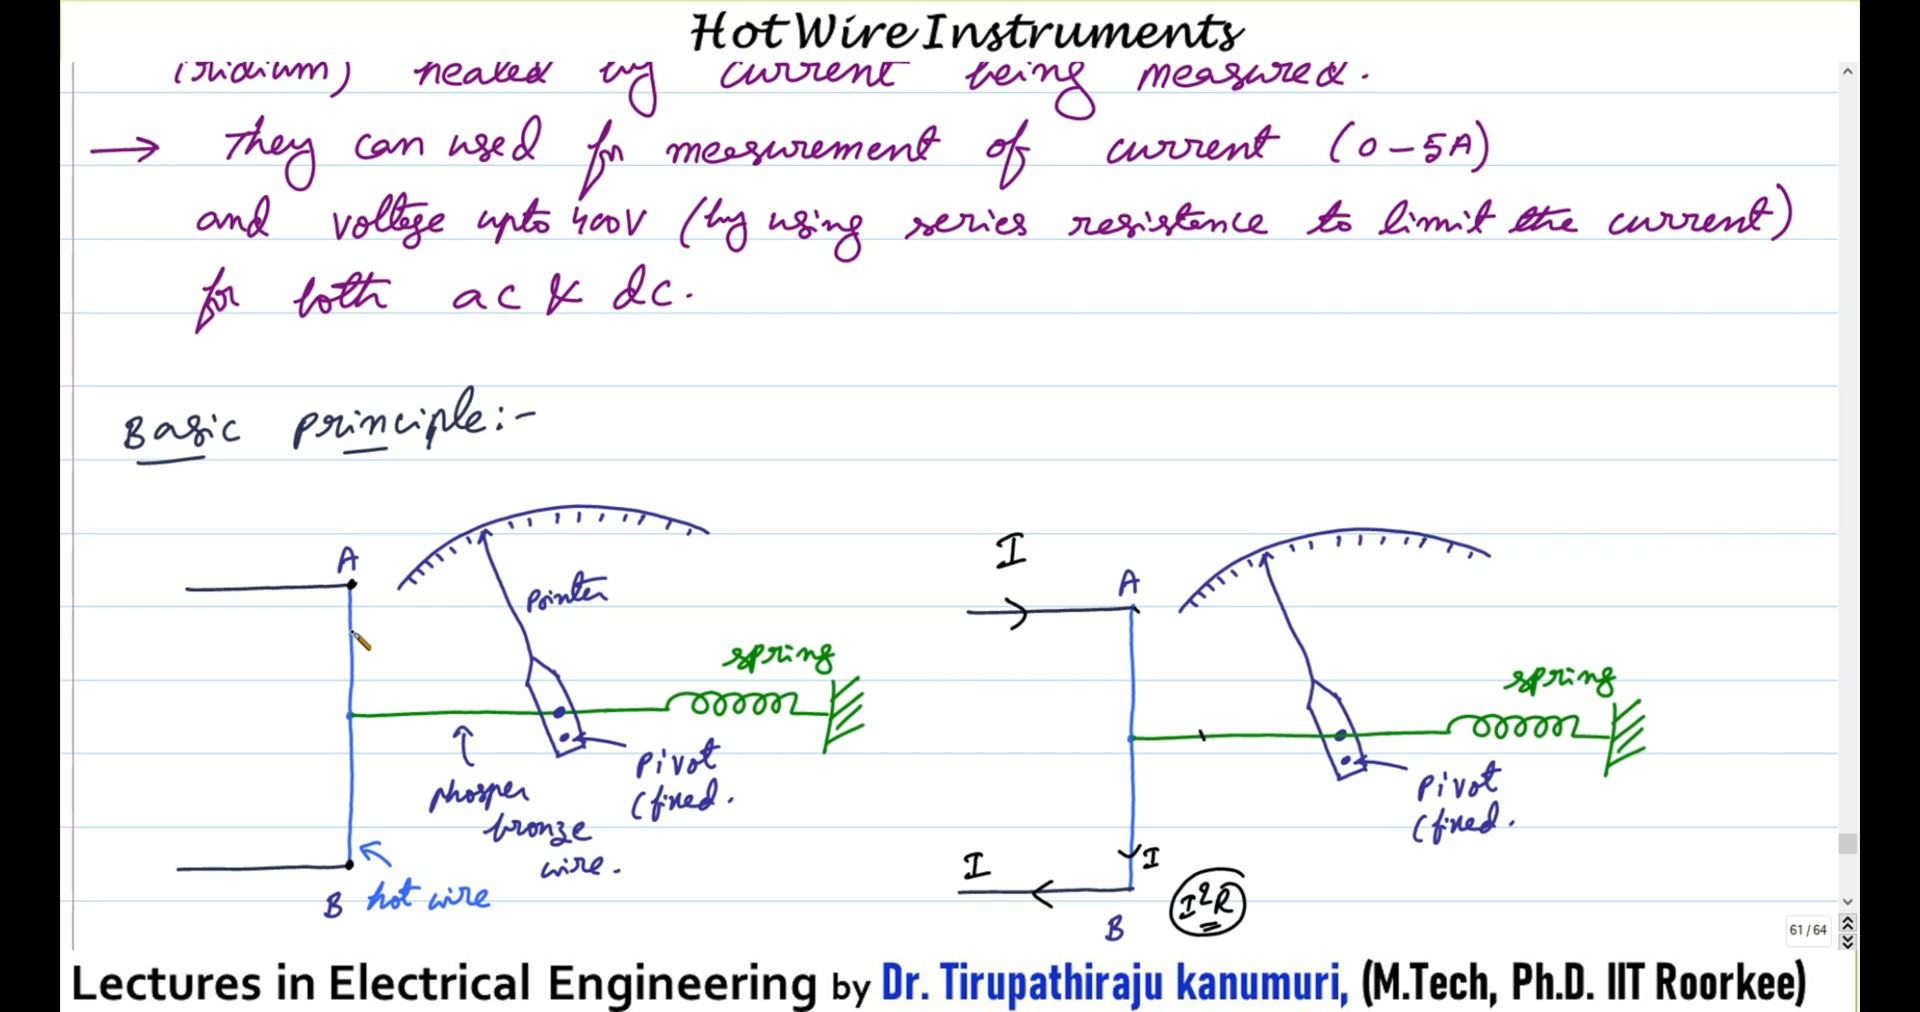 Hot Wire Instruments
iridium) heated by current being measured.
→ They can used for measurement of current (0-5A)
and voltage upto 400V (by using series resistance to limit the current)
for both ac & dc.
Basic principle:-
A
Pointer
spring
Pivot
(fixed.
phosper
bronze
wire.
B hot wire
I
A
spring
Pivot
(fixed.
I
I
I²R
B
61 / 64
Lectures in Electrical Engineering by Dr. Tirupathiraju kanumuri, (M.Tech, Ph.D. IIT Roorkee)